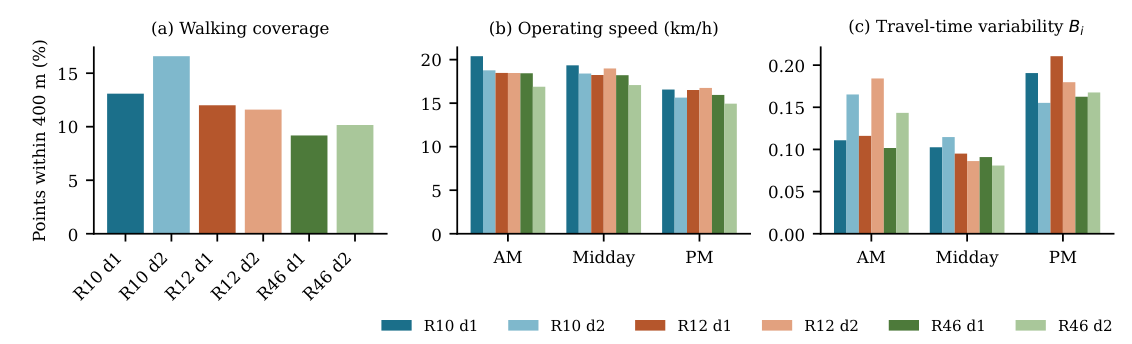 (a) Walking coverage
Points within 400 m (%)
15
10
5
0
R10 d1
R10 d2
R12 d1
R12 d2
R46 d1
R46 d2
(b) Operating speed (km/h)
20
15
10
5
0
AM Midday PM
(c) Travel-time variability Bᵢ
0.20
0.15
0.10
0.05
0.00
AM Midday PM
R10 d1 R10 d2 R12 d1 R12 d2 R46 d1 R46 d2